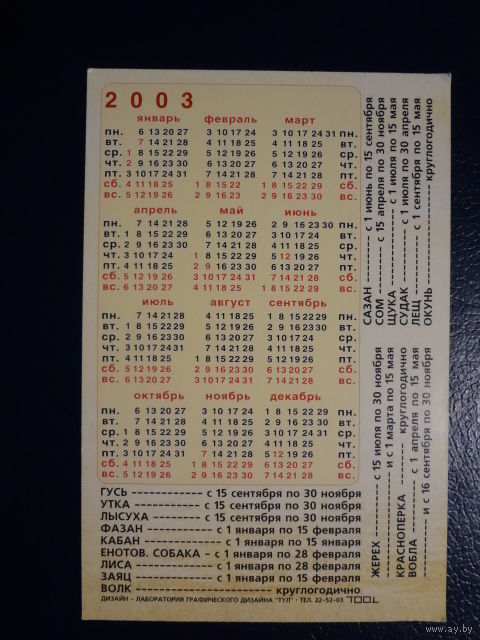 2003
январь февраль март
пн. 6 13 20 27 3 10 17 24 3 10 17 24 31 пн.
вт. 7 14 21 28 4 11 18 25 4 11 18 25 вт.
ср. 1 8 15 22 29 5 12 19 26 5 12 19 26 ср.
чт. 2 9 16 23 30 6 13 20 27 6 13 20 27 чт.
пт. 3 10 17 24 31 7 14 21 28 7 14 21 28 пт.
сб. 4 11 18 25 1 8 15 22 1 8 15 22 29 сб.
вс. 5 12 19 26 2 9 16 23 2 9 16 23 30 вс.
апрель май июнь
пн. 7 14 21 28 5 12 19 26 2 9 16 23 30 пн.
вт. 1 8 15 22 29 6 13 20 27 3 10 17 24 вт.
ср. 2 9 16 23 30 7 14 21 28 4 11 18 25 ср.
чт. 3 10 17 24 1 8 15 22 29 5 12 19 26 чт.
пт. 4 11 18 25 2 9 16 23 30 6 13 20 27 пт.
сб. 5 12 19 26 3 10 17 24 31 7 14 21 28 сб.
вс. 6 13 20 27 4 11 18 25 1 8 15 22 29 вс.
июль август сентябрь
пн. 7 14 21 28 4 11 18 25 1 8 15 22 29 пн.
вт. 1 8 15 22 29 5 12 19 26 2 9 16 23 30 вт.
ср. 2 9 16 23 30 6 13 20 27 3 10 17 24 ср.
чт. 3 10 17 24 31 7 14 21 28 4 11 18 25 чт.
пт. 4 11 18 25 1 8 15 22 29 5 12 19 26 пт.
сб. 5 12 19 26 2 9 16 23 30 6 13 20 27 сб.
вс. 6 13 20 27 3 10 17 24 31 7 14 21 28 вс.
октябрь ноябрь декабрь
пн. 6 13 20 27 3 10 17 24 1 8 15 22 29 пн.
вт. 7 14 21 28 4 11 18 25 2 9 16 23 30 вт.
ср. 1 8 15 22 29 5 12 19 26 3 10 17 24 31 ср.
чт. 2 9 16 23 30 6 13 20 27 4 11 18 25 чт.
пт. 3 10 17 24 31 7 14 21 28 5 12 19 26 пт.
сб. 4 11 18 25 1 8 15 22 29 6 13 20 27 сб.
вс. 5 12 19 26 2 9 16 23 30 7 14 21 28 вс.
ГУСЬ ------------ с 15 сентября по 30 ноября
УТКА ------------ с 15 сентября по 30 ноября
ЛЫСУХА --------- с 15 сентября по 30 ноября
ФАЗАН ------------ с 1 января по 15 февраля
КАБАН ------------- с 1 января по 15 января
ЕНОТОВ. СОБАКА - с 1 января по 28 февраля
ЛИСА ------------- с 1 января по 28 февраля
ЗАЯЦ ------------- с 1 января по 15 февраля
ВОЛК ------------------------- круглогодично
ДИЗАЙН - ЛАБОРАТОРИЯ ГРАФИЧЕСКОГО ДИЗАЙНА "ТУЛ" - ТЕЛ. 22-52-03 TOOL
САЗАН -------- с 1 июнь по 15 сентября
СОМ -------- с 15 апреля по 30 ноября
ЩУКА -------- с 1 июля по 15 мая
СУДАК -------- с 1 июля по 30 апреля
ЛЕЩ -------- с 1 сентября по 15 мая
ОКУНЬ -------------- круглогодично
ЖЕРЕХ ------- с 15 июля по 30 ноября
------------- и с 1 марта по 15 мая
КРАСНОПЕРКА ------- круглогодично
ВОБЛА --------- с 1 апреля по 15 мая
--------- и с 16 сентября по 30 ноября
www.ay.by